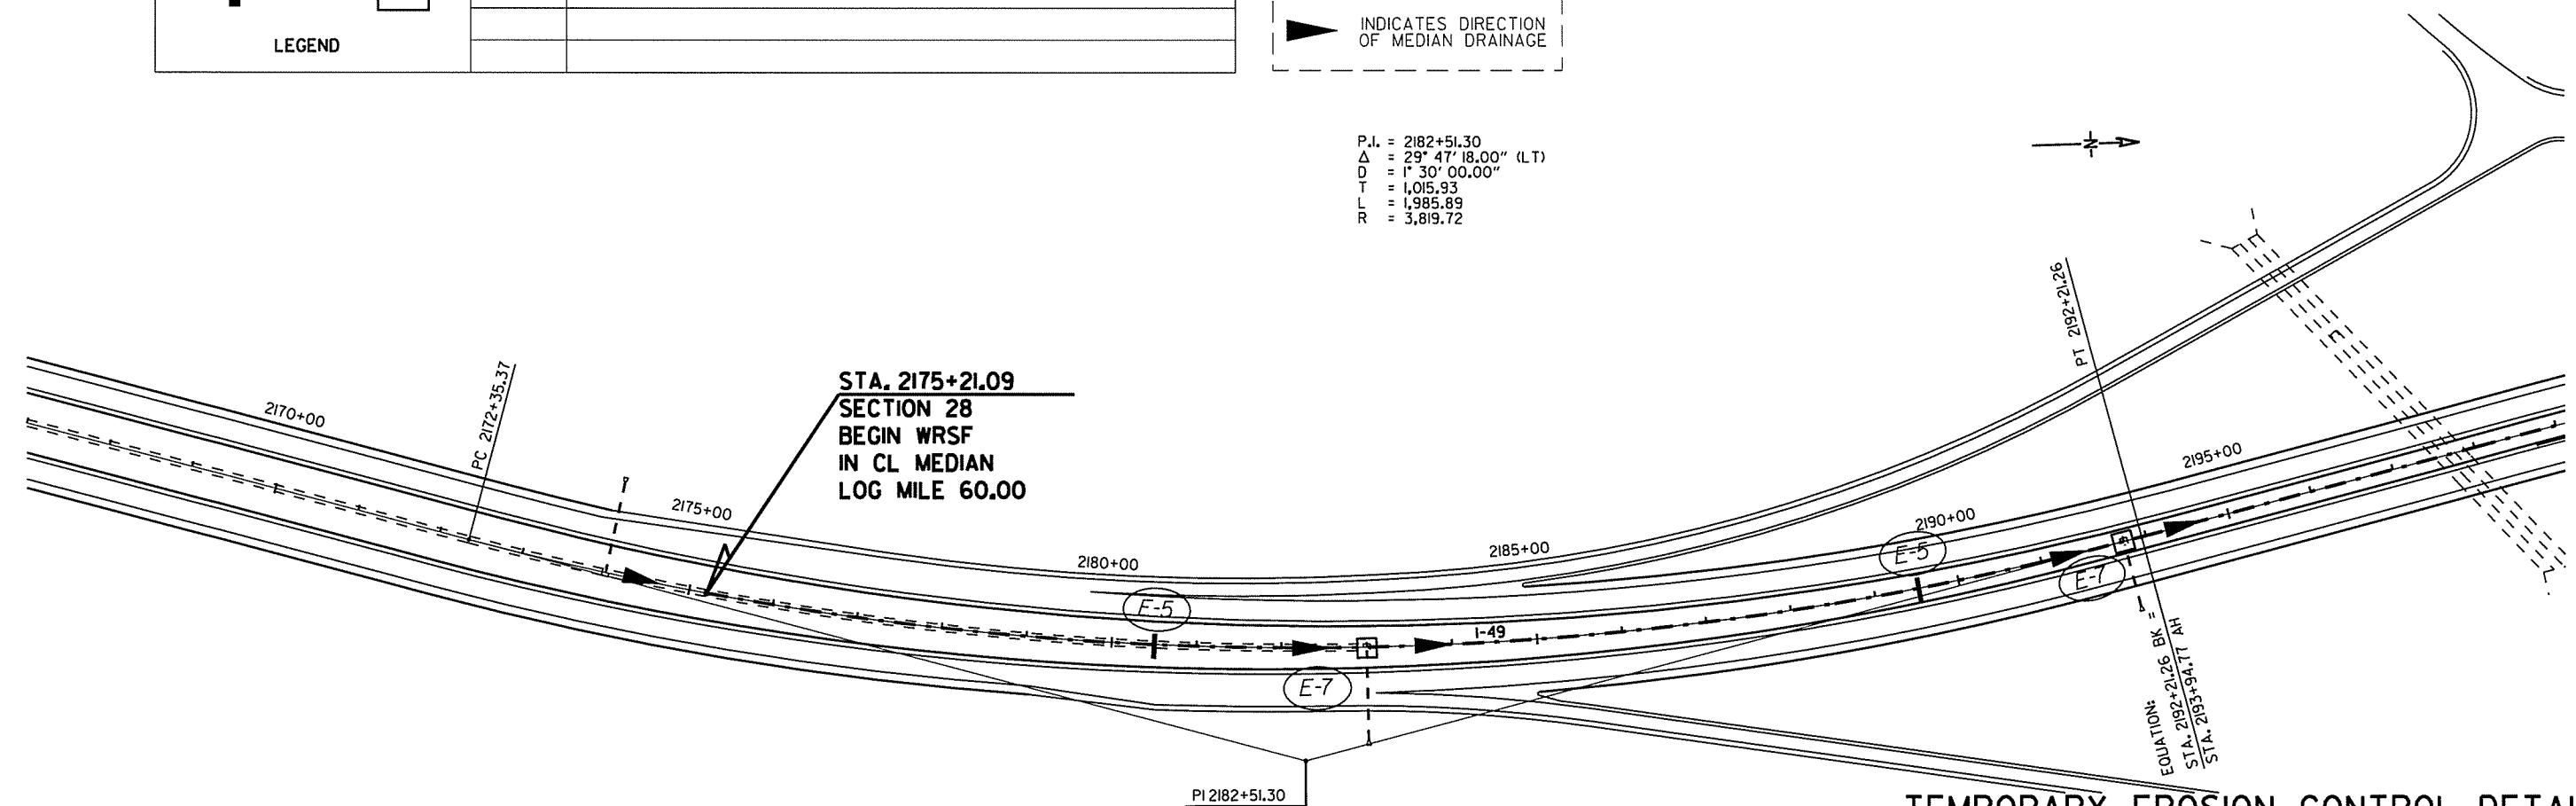 LEGEND
INDICATES DIRECTION
OF MEDIAN DRAINAGE
P.I. = 2182+51.30
Δ = 29° 47' 18.00" (LT)
D = 1° 30' 00.00"
T = 1,015.93
L = 1,985.89
R = 3,819.72
N
PT 2192+21.26
PC 2172+35.37
STA. 2175+21.09
SECTION 28
BEGIN WRSF
IN CL MEDIAN
LOG MILE 60.00
2170+00
2175+00
2180+00
2185+00
2190+00
2195+00
E-5
E-5
E-7
E-7
I-49
EQUATION:
STA. 2192+21.26 BK =
STA. 2193+94.77 AH
PI 2182+51.30
TEMPORARY EROSION CONTROL